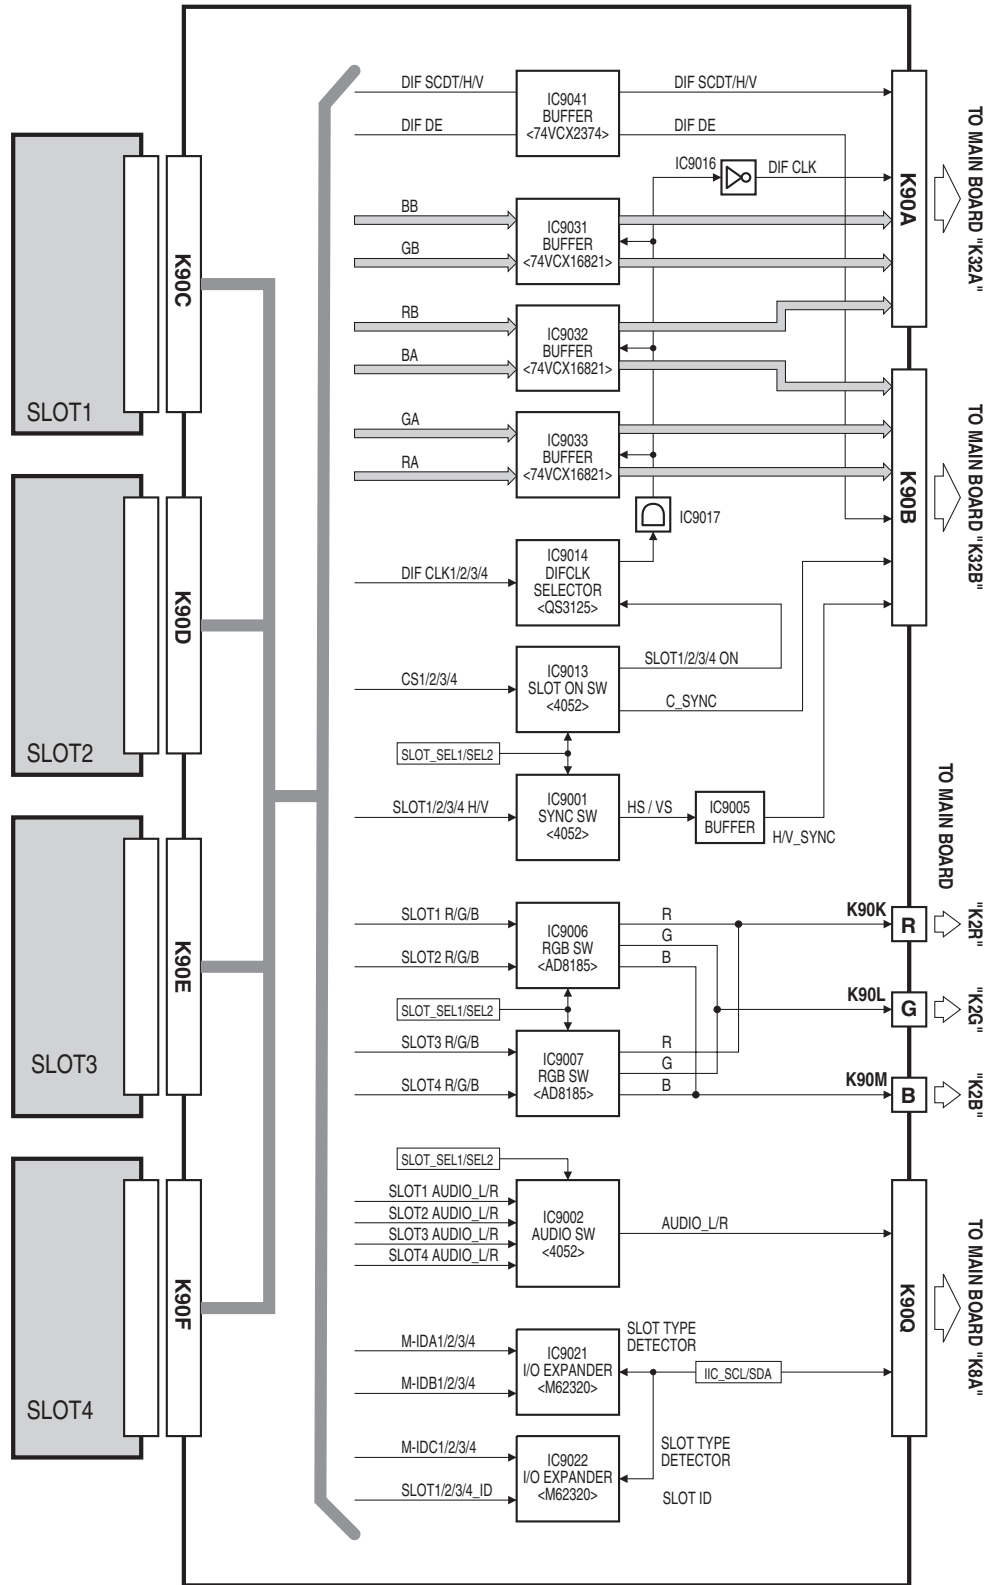 SLOT1
SLOT2
SLOT3
SLOT4
K90C
K90D
K90E
K90F
DIF SCDT/H/V
DIF DE
IC9041
BUFFER
<74VCX2374>
DIF SCDT/H/V
DIF DE
IC9016
DIF CLK
BB
GB
IC9031
BUFFER
<74VCX16821>
RB
BA
IC9032
BUFFER
<74VCX16821>
GA
RA
IC9033
BUFFER
<74VCX16821>
IC9017
DIF CLK1/2/3/4
IC9014
DIFCLK
SELECTOR
<QS3125>
CS1/2/3/4
IC9013
SLOT ON SW
<4052>
SLOT1/2/3/4 ON
C_SYNC
SLOT_SEL1/SEL2
SLOT1/2/3/4 H/V
IC9001
SYNC SW
<4052>
HS / VS
IC9005
BUFFER
H/V_SYNC
SLOT1 R/G/B
SLOT2 R/G/B
IC9006
RGB SW
<AD8185>
R
G
B
SLOT_SEL1/SEL2
SLOT3 R/G/B
SLOT4 R/G/B
IC9007
RGB SW
<AD8185>
R
G
B
SLOT_SEL1/SEL2
SLOT1 AUDIO_L/R
SLOT2 AUDIO_L/R
SLOT3 AUDIO_L/R
SLOT4 AUDIO_L/R
IC9002
AUDIO SW
<4052>
AUDIO_L/R
M-IDA1/2/3/4
M-IDB1/2/3/4
IC9021
I/O EXPANDER
<M62320>
SLOT TYPE
DETECTOR
IIC_SCL/SDA
M-IDC1/2/3/4
SLOT1/2/3/4_ID
IC9022
I/O EXPANDER
<M62320>
SLOT TYPE
DETECTOR
SLOT ID
K90A
TO MAIN BOARD "K32A"
K90B
TO MAIN BOARD "K32B"
TO MAIN BOARD
K90K
R
"K2R"
K90L
G
"K2G"
K90M
B
"K2B"
K90Q
TO MAIN BOARD "K8A"